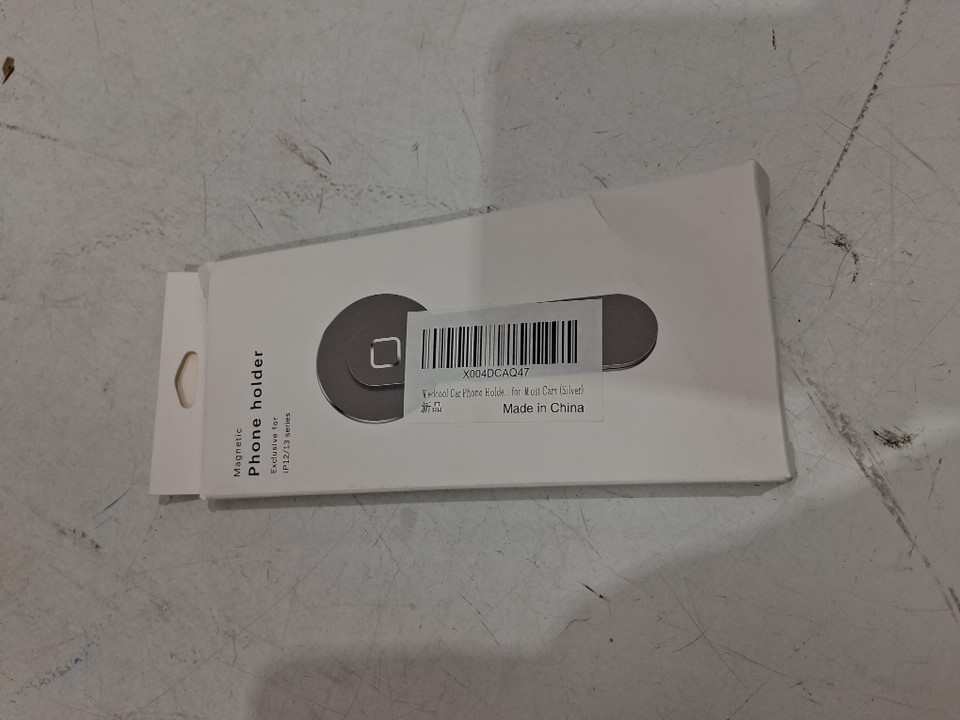 Magnetic
Phone holder
Exclusive for
iP12/13 series
X004DCAQ47
Vedcool Car Phone Holde... for Most Cars (Silver)
新品
Made in China